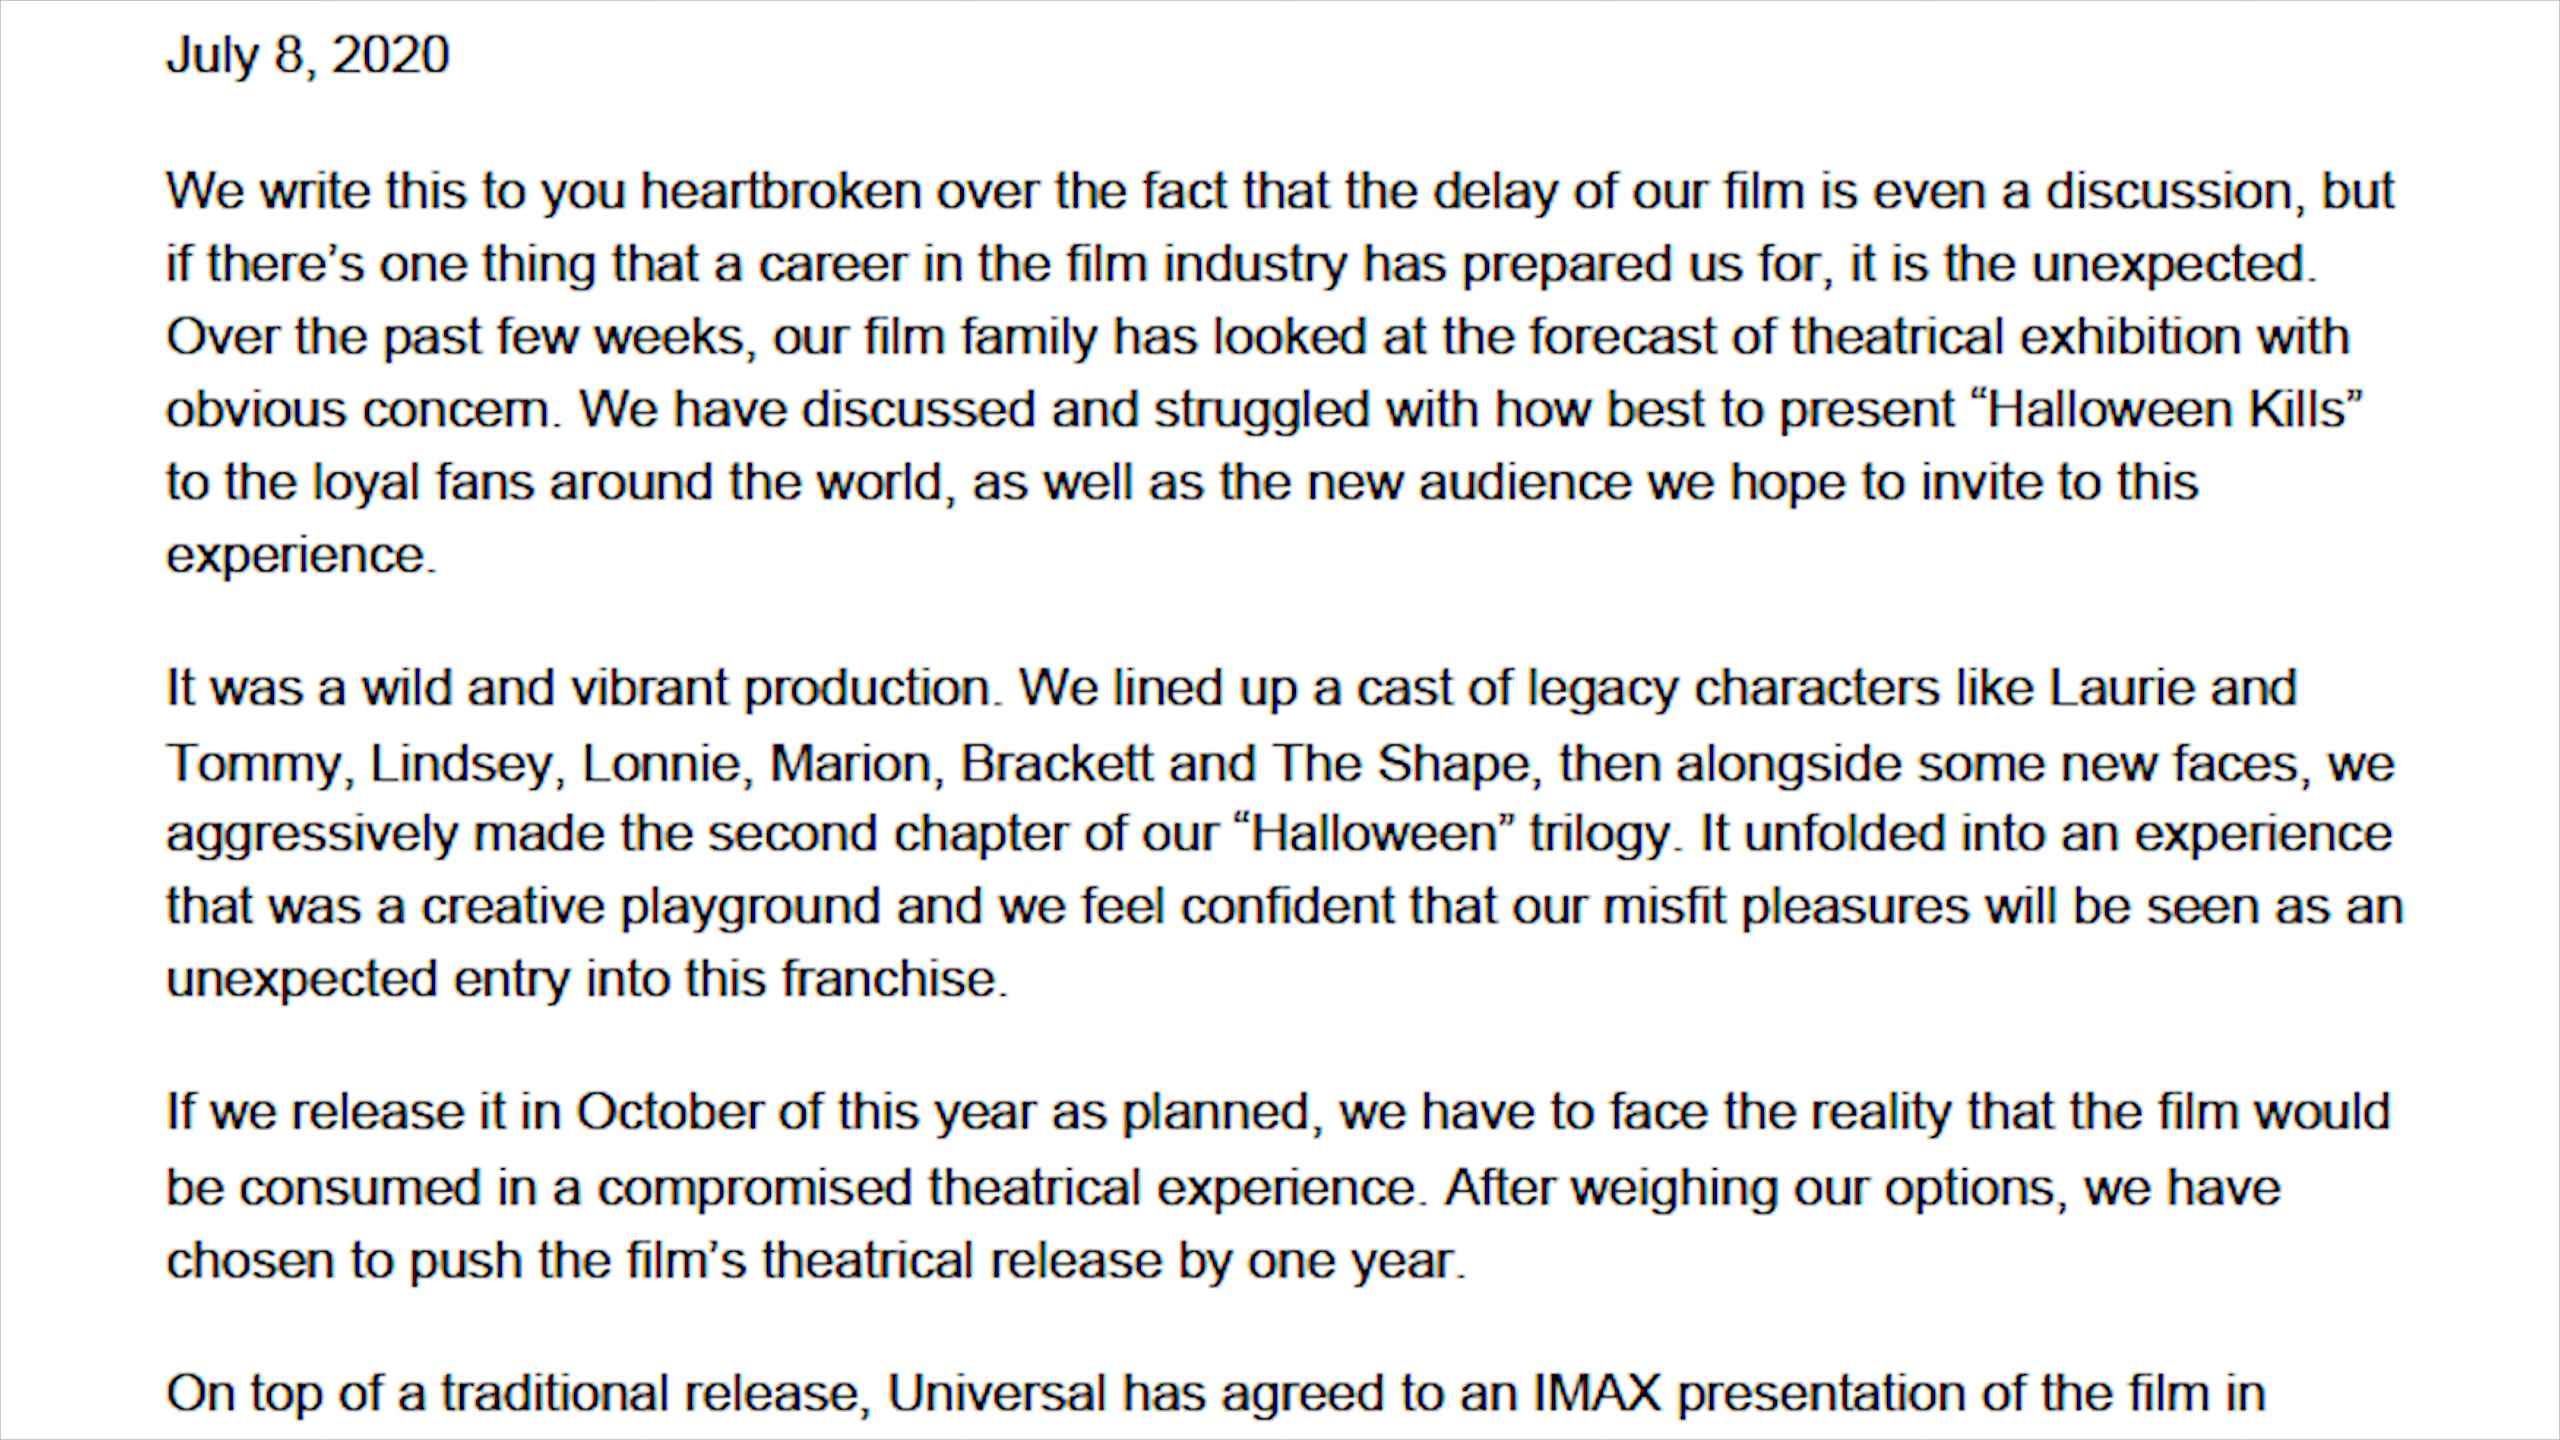 July 8, 2020
We write this to you heartbroken over the fact that the delay of our film is even a discussion, but
if there’s one thing that a career in the film industry has prepared us for, it is the unexpected.
Over the past few weeks, our film family has looked at the forecast of theatrical exhibition with
obvious concern. We have discussed and struggled with how best to present “Halloween Kills”
to the loyal fans around the world, as well as the new audience we hope to invite to this
experience.
It was a wild and vibrant production. We lined up a cast of legacy characters like Laurie and
Tommy, Lindsey, Lonnie, Marion, Brackett and The Shape, then alongside some new faces, we
aggressively made the second chapter of our “Halloween” trilogy. It unfolded into an experience
that was a creative playground and we feel confident that our misfit pleasures will be seen as an
unexpected entry into this franchise.
If we release it in October of this year as planned, we have to face the reality that the film would
be consumed in a compromised theatrical experience. After weighing our options, we have
chosen to push the film’s theatrical release by one year.
On top of a traditional release, Universal has agreed to an IMAX presentation of the film in